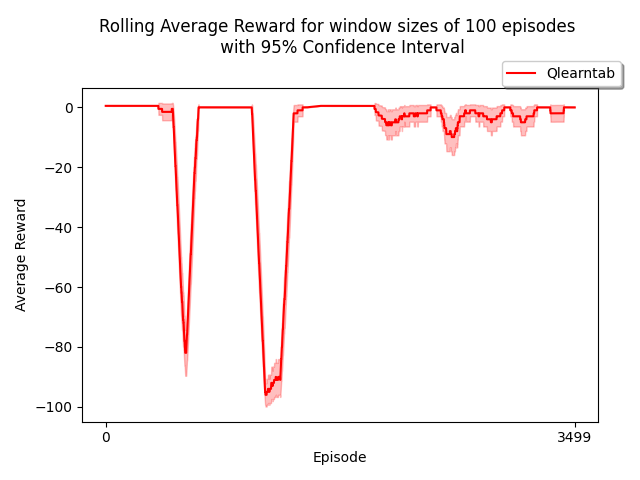 Rolling Average Reward for window sizes of 100 episodes
with 95% Confidence Interval
Qlearntab
0
−20
−40
−60
−80
−100
Average Reward
0
3499
Episode